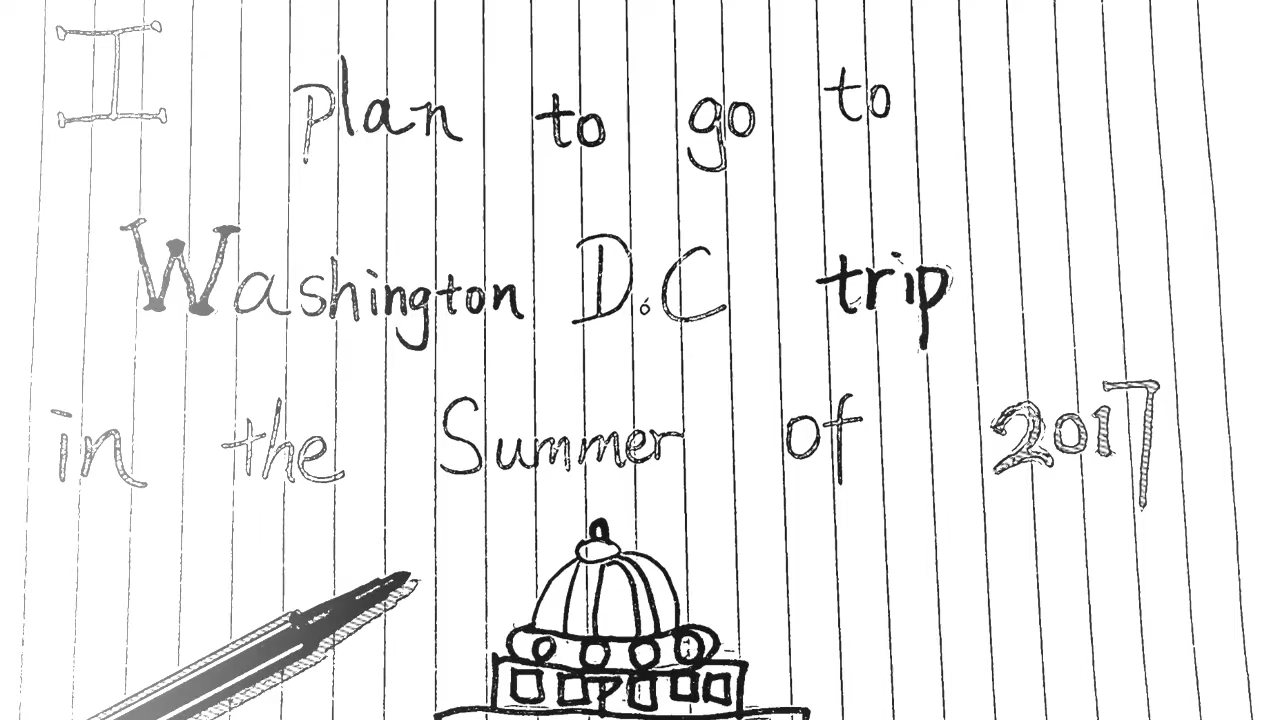 I plan to go to
Washington D.C trip
in the Summer of 2017